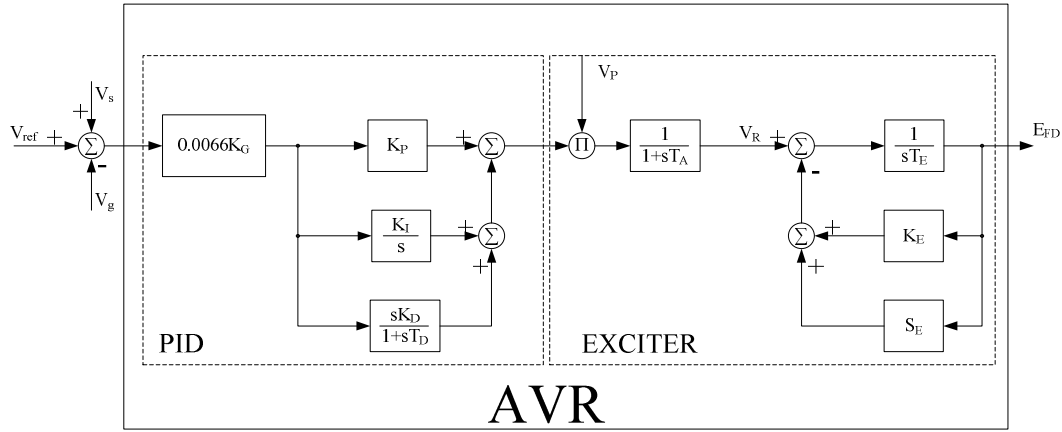 V_s
V_ref
+
+
Σ
-
V_g
0.0066K_G
K_P
+
Σ
K_I
s
+
Σ
+
sK_D
1+sT_D
PID
V_P
Π
1
1+sT_A
V_R
+
Σ
-
1
sT_E
E_FD
+
Σ
+
K_E
S_E
EXCITER
AVR